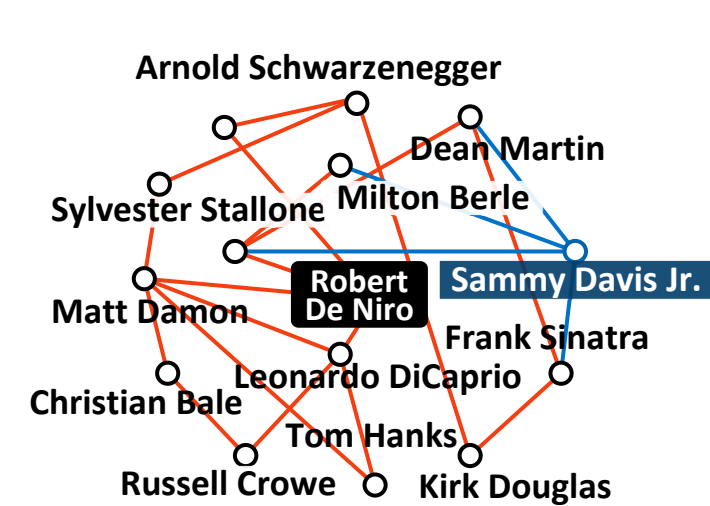 Arnold Schwarzenegger
Dean Martin
Milton Berle
Sylvester Stallone
Robert
De Niro
Sammy Davis Jr.
Matt Damon
Frank Sinatra
Leonardo DiCaprio
Christian Bale
Tom Hanks
Russell Crowe
Kirk Douglas